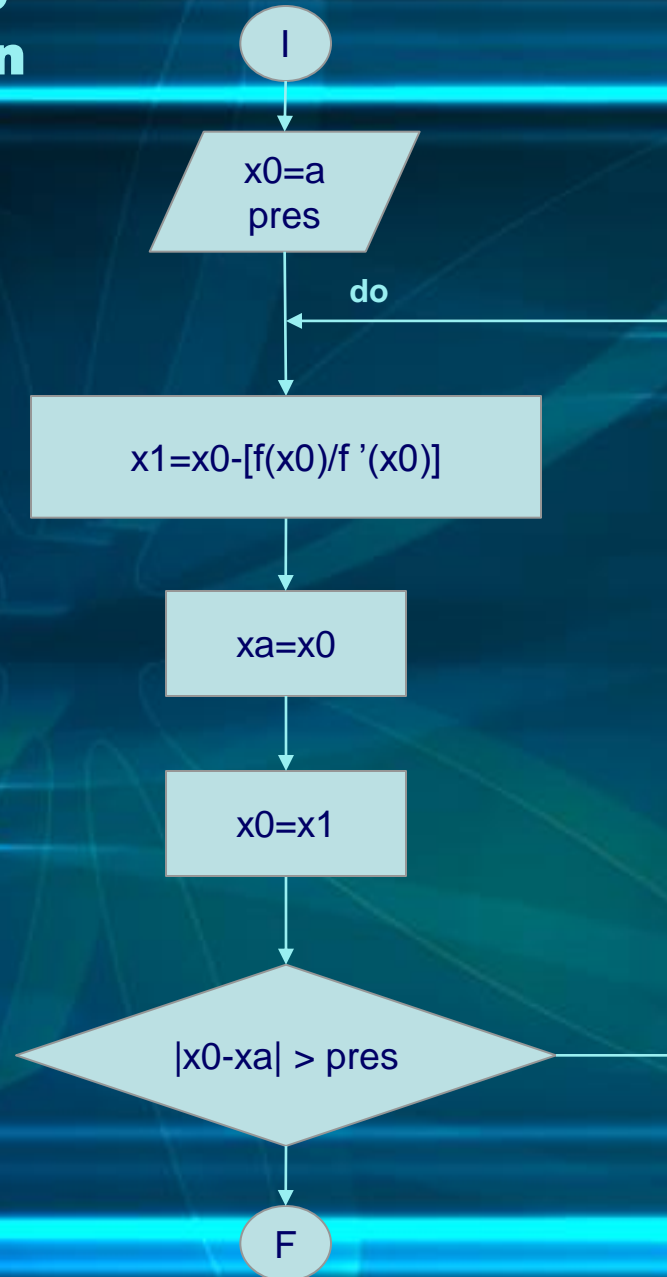 n
I
x0=a
pres
do
x1=x0-[f(x0)/f ’(x0)]
xa=x0
x0=x1
|x0-xa| > pres
F